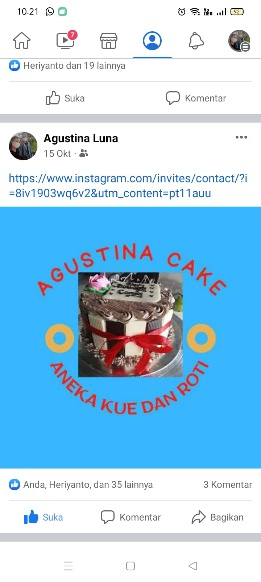 10.21
7
Heriyanto dan 19 lainnya
Suka
Komentar
Agustina Luna
15 Okt
https://www.instagram.com/invites/contact/?i
=8iv1903wq6v2&utm_content=pt11auu
AGUSTINA CAKE
ANEKA KUE DAN ROTI
Anda, Heriyanto, dan 35 lainnya
3 Komentar
Suka
Komentar
Bagikan